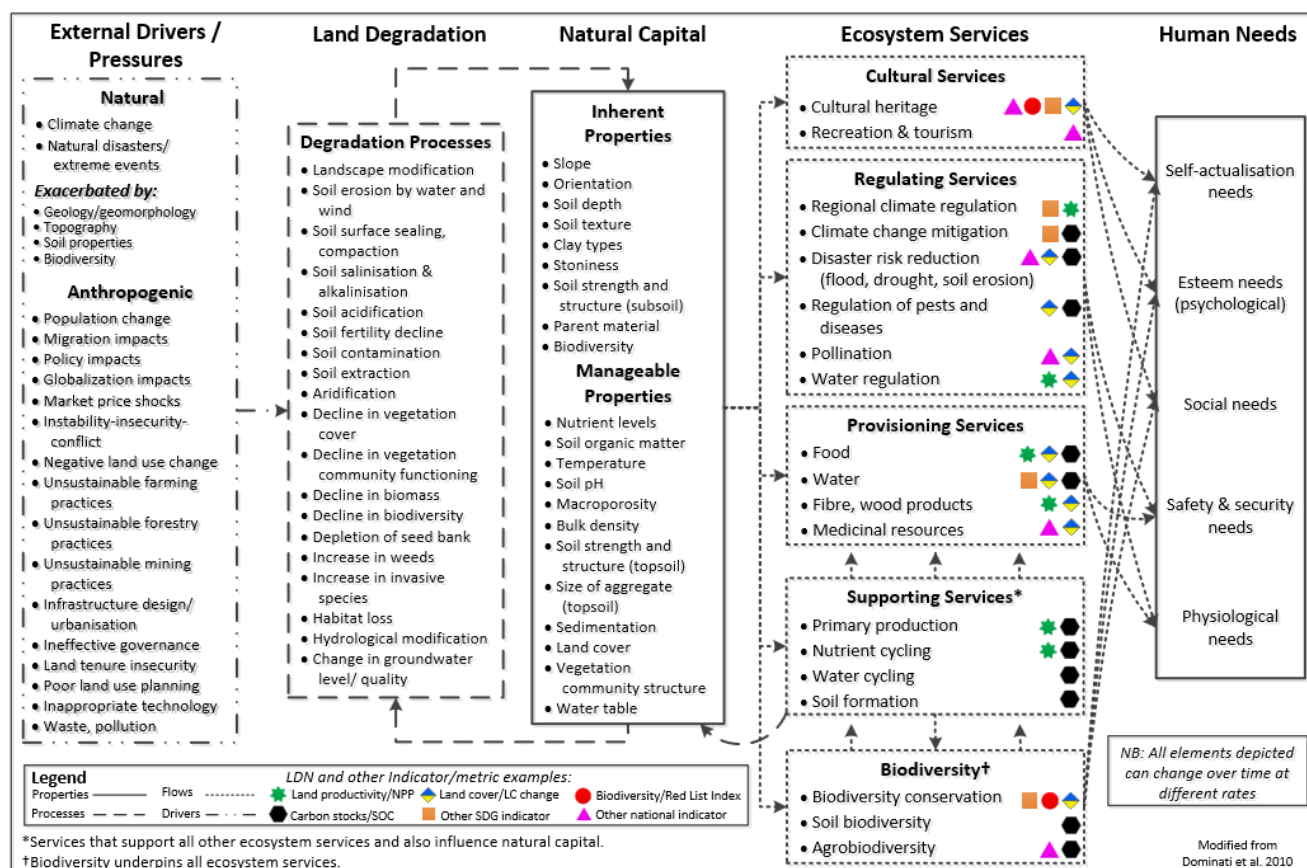 External Drivers /
Pressures
Natural
• Climate change
• Natural disasters/
extreme events
Exacerbated by:
• Geology/geomorphology
• Topography
• Soil properties
• Biodiversity
Anthropogenic
• Population change
• Migration impacts
• Policy impacts
• Globalization impacts
• Market price shocks
• Instability-insecurity-
conflict
• Negative land use change
• Unsustainable farming
practices
• Unsustainable forestry
practices
• Unsustainable mining
practices
• Infrastructure design/
urbanisation
• Ineffective governance
• Land tenure insecurity
• Poor land use planning
• Inappropriate technology
• Waste, pollution
Land Degradation
Degradation Processes
• Landscape modification
• Soil erosion by water and
wind
• Soil surface sealing,
compaction
• Soil salinisation &
alkalinisation
• Soil acidification
• Soil fertility decline
• Soil contamination
• Soil extraction
• Aridification
• Decline in vegetation
cover
• Decline in vegetation
community functioning
• Decline in biomass
• Decline in biodiversity
• Depletion of seed bank
• Increase in weeds
• Increase in invasive
species
• Habitat loss
• Hydrological modification
• Change in groundwater
level/ quality
Natural Capital
Inherent
Properties
• Slope
• Orientation
• Soil depth
• Soil texture
• Clay types
• Stoniness
• Soil strength and
structure (subsoil)
• Parent material
• Biodiversity
Manageable
Properties
• Nutrient levels
• Soil organic matter
• Temperature
• Soil pH
• Macroporosity
• Bulk density
• Soil strength and
structure (topsoil)
• Size of aggregate
(topsoil)
• Sedimentation
• Land cover
• Vegetation
community structure
• Water table
Ecosystem Services
Cultural Services
• Cultural heritage
• Recreation & tourism
Regulating Services
• Regional climate regulation
• Climate change mitigation
• Disaster risk reduction
(flood, drought, soil erosion)
• Regulation of pests and
diseases
• Pollination
• Water regulation
Provisioning Services
• Food
• Water
• Fibre, wood products
• Medicinal resources
Supporting Services*
• Primary production
• Nutrient cycling
• Water cycling
• Soil formation
Biodiversity†
• Biodiversity conservation
• Soil biodiversity
• Agrobiodiversity
Human Needs
Self-actualisation
needs
Esteem needs
(psychological)
Social needs
Safety & security
needs
Physiological
needs
NB: All elements depicted
can change over time at
different rates
Legend
LDN and other Indicator/metric examples:
Properties Flows Land productivity/NPP Land cover/LC change Biodiversity/Red List Index
Processes Drivers Carbon stocks/SOC Other SDG indicator Other national indicator
*Services that support all other ecosystem services and also influence natural capital.
†Biodiversity underpins all ecosystem services.
Modified from
Dominati et al. 2010